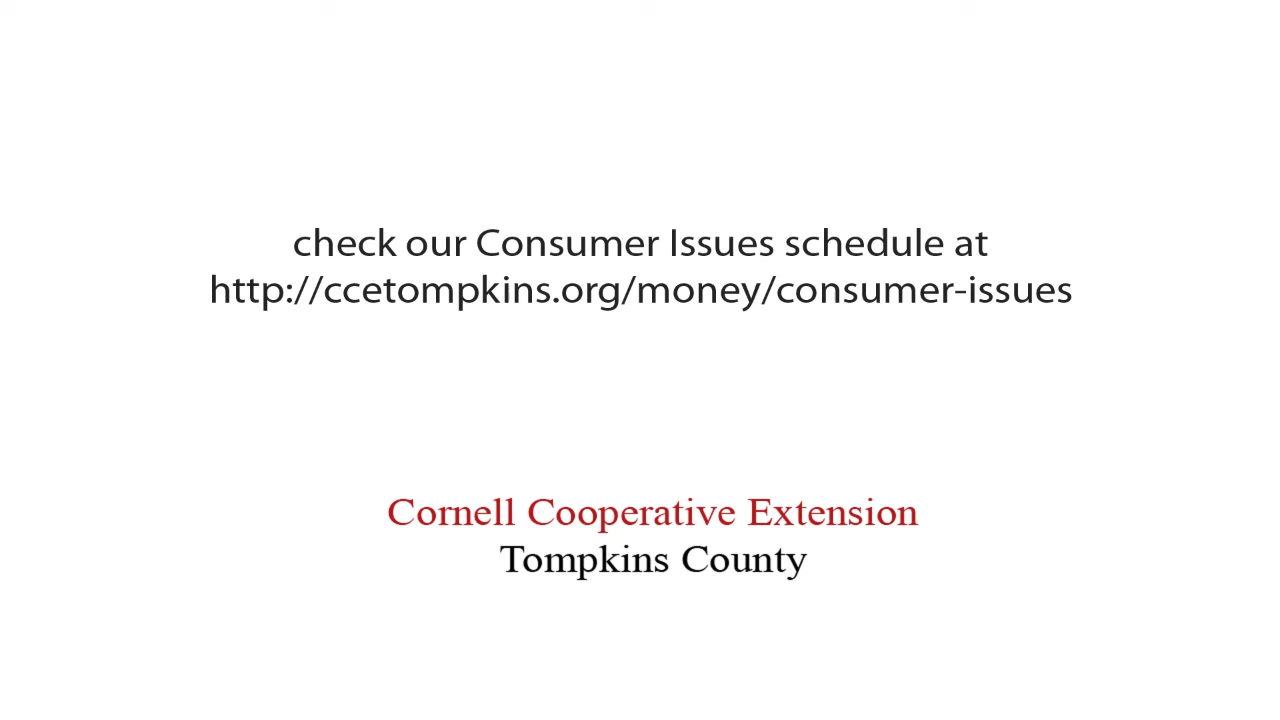 check our Consumer Issues schedule at
http://ccetompkins.org/money/consumer-issues
Cornell Cooperative Extension
Tompkins County